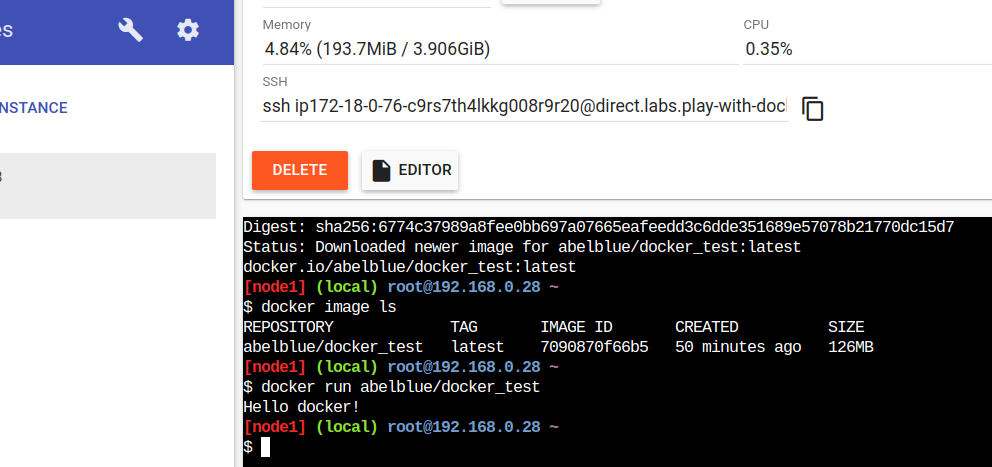 es
Memory
CPU
4.84% (193.7MiB / 3.906GiB)
0.35%
SSH
ssh ip172-18-0-76-c9rs7th4lkkg008r9r20@direct.labs.play-with-doc
NSTANCE
DELETE
EDITOR
Digest: sha256:6774c37989a8fee0bb697a07665eafeedd3c6dde351689e57078b21770dc15d7
Status: Downloaded newer image for abelblue/docker_test:latest
docker.io/abelblue/docker_test:latest
[node1] (local) root@192.168.0.28 ~
$ docker image ls
REPOSITORY TAG IMAGE ID CREATED SIZE
abelblue/docker_test latest 7090870f66b5 50 minutes ago 126MB
[node1] (local) root@192.168.0.28 ~
$ docker run abelblue/docker_test
Hello docker!
[node1] (local) root@192.168.0.28 ~
$